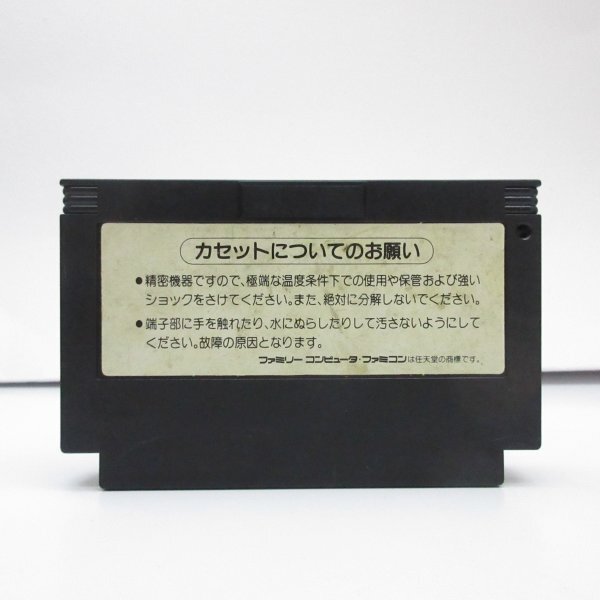 カセットについてのお願い
●精密機器ですので、極端な温度条件下での使用や保管および強い
ショックをさけてください。また、絶対に分解しないでください。
●端子部に手を触れたり、水にぬらしたりして汚さないようにして
ください。故障の原因となります。
ファミリー コンピュータ・ファミコンは任天堂の商標です。